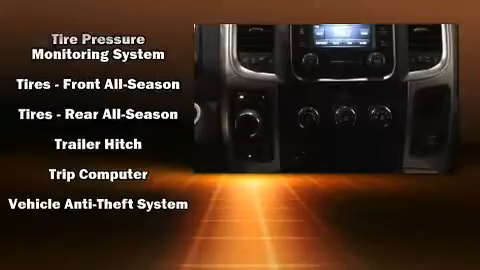 Tire Pressure
Monitoring System
Tires - Front All-Season
Tires - Rear All-Season
Trailer Hitch
Trip Computer
Vehicle Anti-Theft System